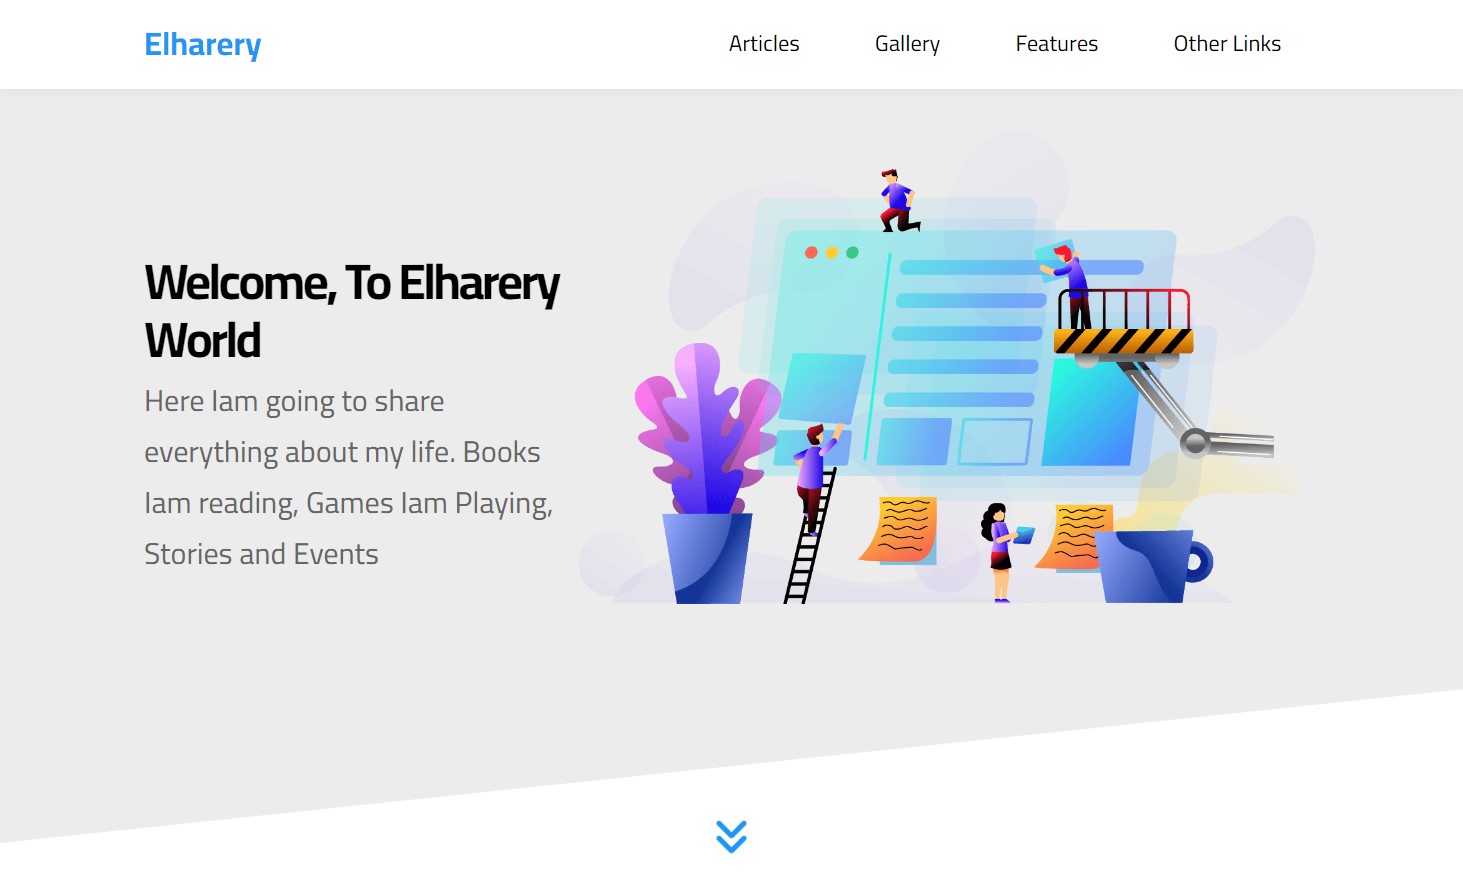 Elharery
Articles
Gallery
Features
Other Links
Welcome, To Elharery
World
Here Iam going to share
everything about my life. Books
Iam reading, Games Iam Playing,
Stories and Events